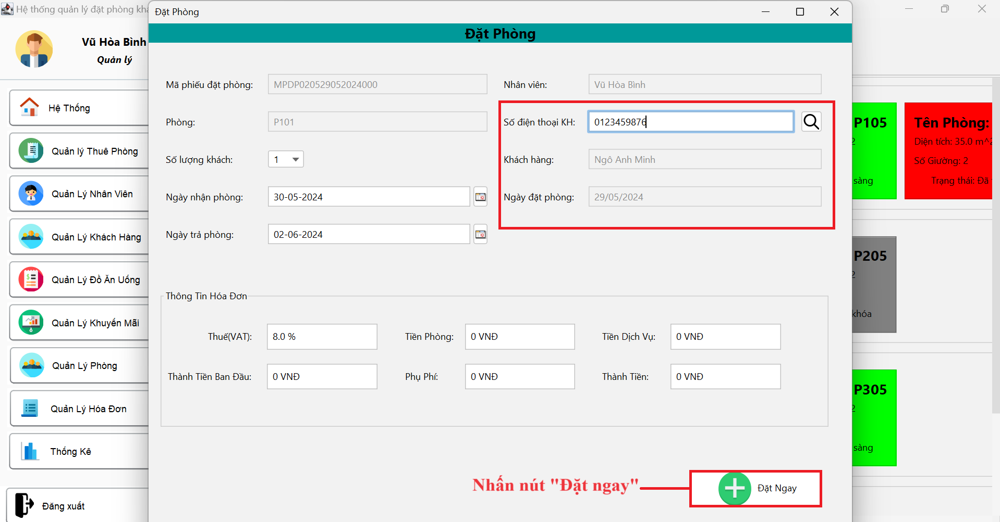 Hệ thống quản lý đặt phòng
Đặt Phòng
Đặt Phòng
Vũ Hòa Bình
Quản lý
Hệ Thống
Quản lý Thuê Phòng
Quản Lý Nhân Viên
Quản Lý Khách Hàng
Quản Lý Đồ Ăn Uống
Quản Lý Khuyến Mãi
Quản Lý Phòng
Quản Lý Hóa Đơn
Thống Kê
Đăng xuất
Mã phiếu đặt phòng: MPDP020529052024000
Nhân viên: Vũ Hòa Bình
Phòng: P101
Số điện thoại KH: 0123459876
Số lượng khách: 1
Khách hàng: Ngô Anh Minh
Ngày nhận phòng: 30-05-2024
Ngày đặt phòng: 29/05/2024
Ngày trả phòng: 02-06-2024
Thông Tin Hóa Đơn
Thuế(VAT): 8.0 % Tiền Phòng: 0 VNĐ Tiền Dịch Vụ: 0 VNĐ
Thành Tiền Ban Đầu: 0 VNĐ Phụ Phí: 0 VNĐ Thành Tiền: 0 VNĐ
Nhấn nút "Đặt ngay"
Đặt Ngay
P105
2
sàng
Tên Phòng:
Diện tích: 35.0 m^2
Số Giường: 2
Trạng thái: Đã
P205
2
khóa
P305
2
sàng